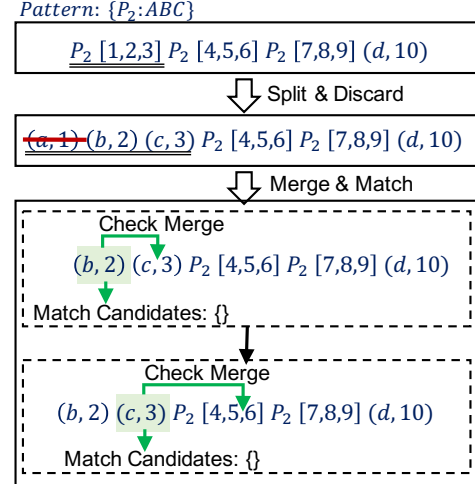 Pattern: {P₂:ABC}
P₂ [1,2,3] P₂ [4,5,6] P₂ [7,8,9] (d, 10)
Split & Discard
(a, 1) (b, 2) (c, 3) P₂ [4,5,6] P₂ [7,8,9] (d, 10)
Merge & Match
Check Merge
(b, 2) (c, 3) P₂ [4,5,6] P₂ [7,8,9] (d, 10)
Match Candidates: {}
Check Merge
(b, 2) (c, 3) P₂ [4,5,6] P₂ [7,8,9] (d, 10)
Match Candidates: {}